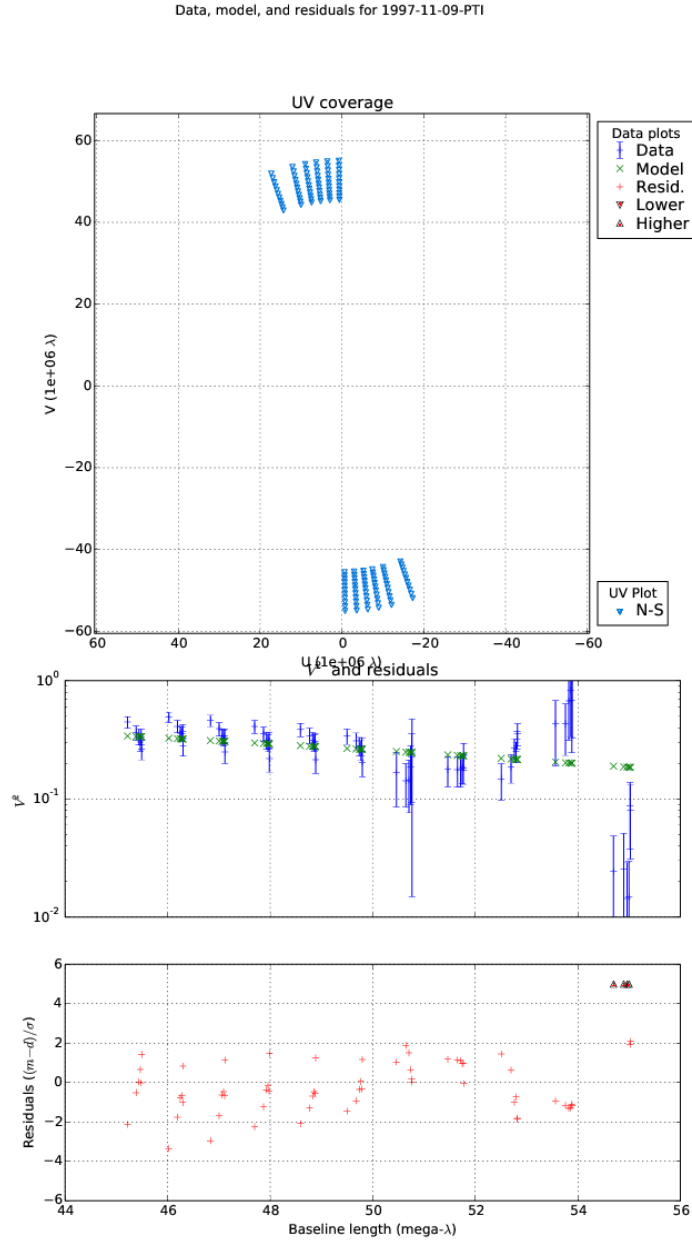 Data, model, and residuals for 1997-11-09-PTI
UV coverage
60
40
20
0
−20
−40
−60
V (1e+06 λ)
60 40 20 0 −20 −40 −60
U (1e+06 λ)
Data plots
Data
Model
Resid.
Lower
Higher
UV Plot
N-S
V² and residuals
10⁰
10⁻¹
10⁻²
V²
6
4
2
0
−2
−4
−6
Residuals ((m−d)/σ)
44 46 48 50 52 54 56
Baseline length (mega-λ)